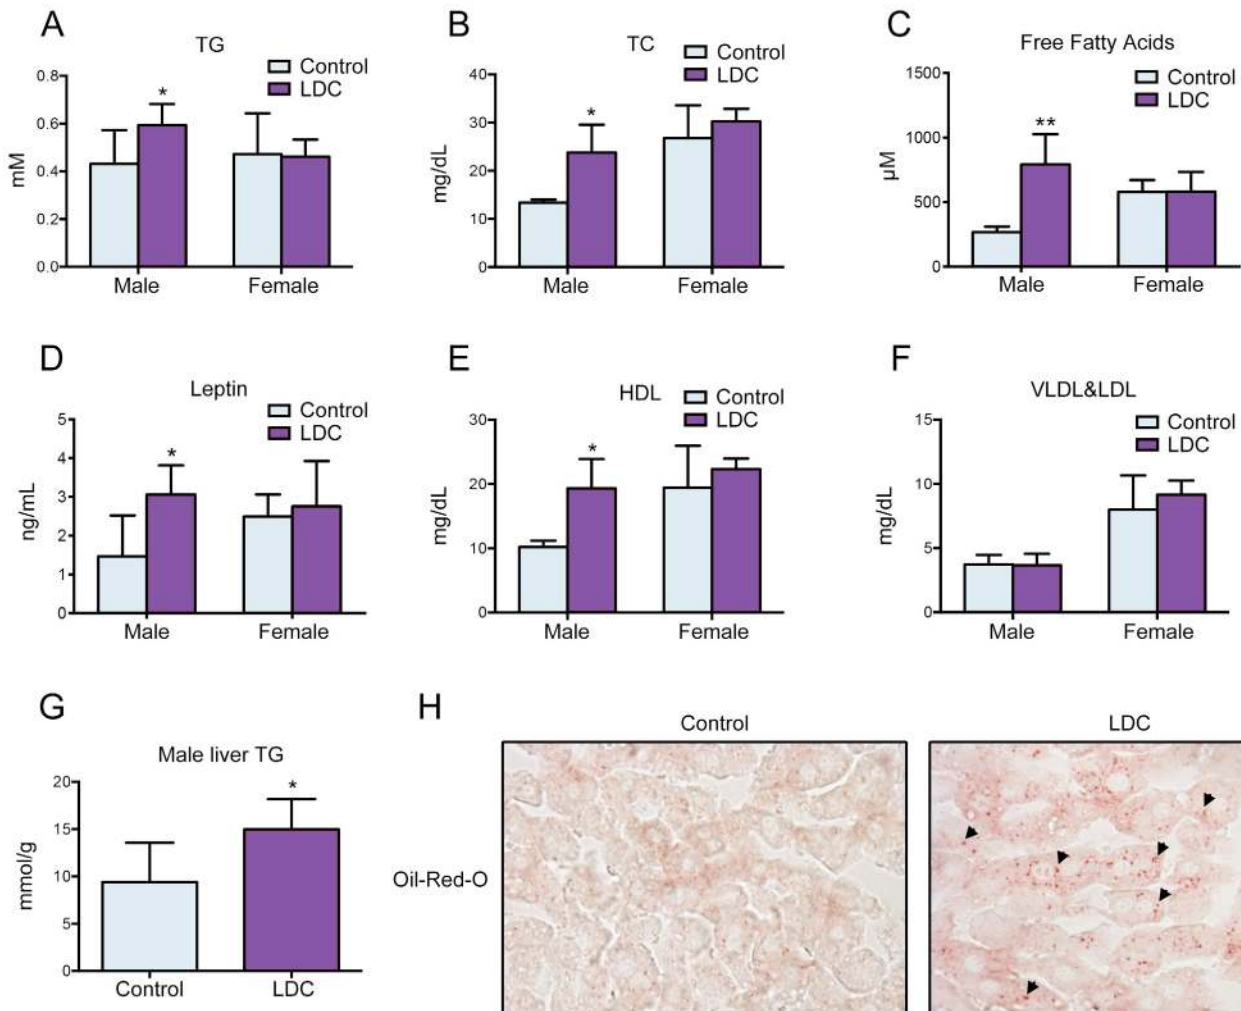 A
TG
Control
LDC
0.8
0.6
0.4
0.2
0.0
mM
*
Male
Female
B
TC
Control
LDC
40
30
20
10
0
mg/dL
*
Male
Female
C
Free Fatty Acids
Control
LDC
1500
1000
500
0
µM
**
Male
Female
D
Leptin
Control
LDC
5
4
3
2
1
0
ng/mL
*
Male
Female
E
HDL
Control
LDC
30
20
10
0
mg/dL
*
Male
Female
F
VLDL&LDL
Control
LDC
15
10
5
0
mg/dL
Male
Female
G
Male liver TG
20
15
10
5
0
mmol/g
*
Control
LDC
H
Control
LDC
Oil-Red-O